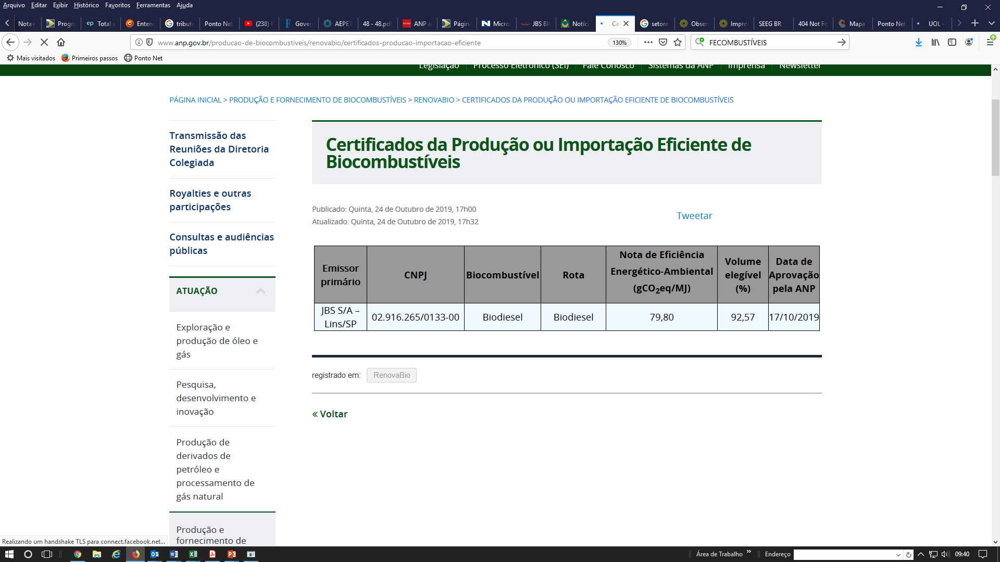 Arquivo Editar Exibir Histórico Favoritos Ferramentas Ajuda
Nota- Progra Total a Entenc tributo Ponto Net (238) F Govern AEPET 48 - 48.pdf ANP a Página Micros JBS BI Notíci Ce setore Observ Impro SEEG BR 404 Not Fo Mapa Ponto Net UOL -
www.anp.gov.br/producao-de-biocombustiveis/renovabio/certificados-producao-importacao-eficiente 130% FECOMBUSTÍVEIS
Mais visitados Primeiros passos Ponto Net
Legislação Processo Eletrônico (SEI) Fale Conosco Sistemas da ANP Imprensa Newsletter
PÁGINA INICIAL > PRODUÇÃO E FORNECIMENTO DE BIOCOMBUSTÍVEIS > RENOVABIO > CERTIFICADOS DA PRODUÇÃO OU IMPORTAÇÃO EFICIENTE DE BIOCOMBUSTÍVEIS
Transmissão das
Reuniões da Diretoria
Colegiada
Royalties e outras
participações
Consultas e audiências
públicas
ATUAÇÃO
Exploração e
produção de óleo e
gás
Pesquisa,
desenvolvimento e
inovação
Produção de
derivados de
petróleo e
processamento de
gás natural
Produção e
fornecimento de
Certificados da Produção ou Importação Eficiente de
Biocombustíveis
Publicado: Quinta, 24 de Outubro de 2019, 17h00
Atualizado: Quinta, 24 de Outubro de 2019, 17h32
Tweetar
Emissor
primário
CNPJ
Biocombustível
Rota
Nota de Eficiência
Energético-Ambiental
(gCO2eq/MJ)
Volume
elegível
(%)
Data de
Aprovação
pela ANP
JBS S/A –
Lins/SP
02.916.265/0133-00
Biodiesel
Biodiesel
79,80
92,57
17/10/2019
registrado em: RenovaBio
« Voltar
Realizando um handshake TLS para connect.facebook.net...
Área de Trabalho » Endereço 09:40